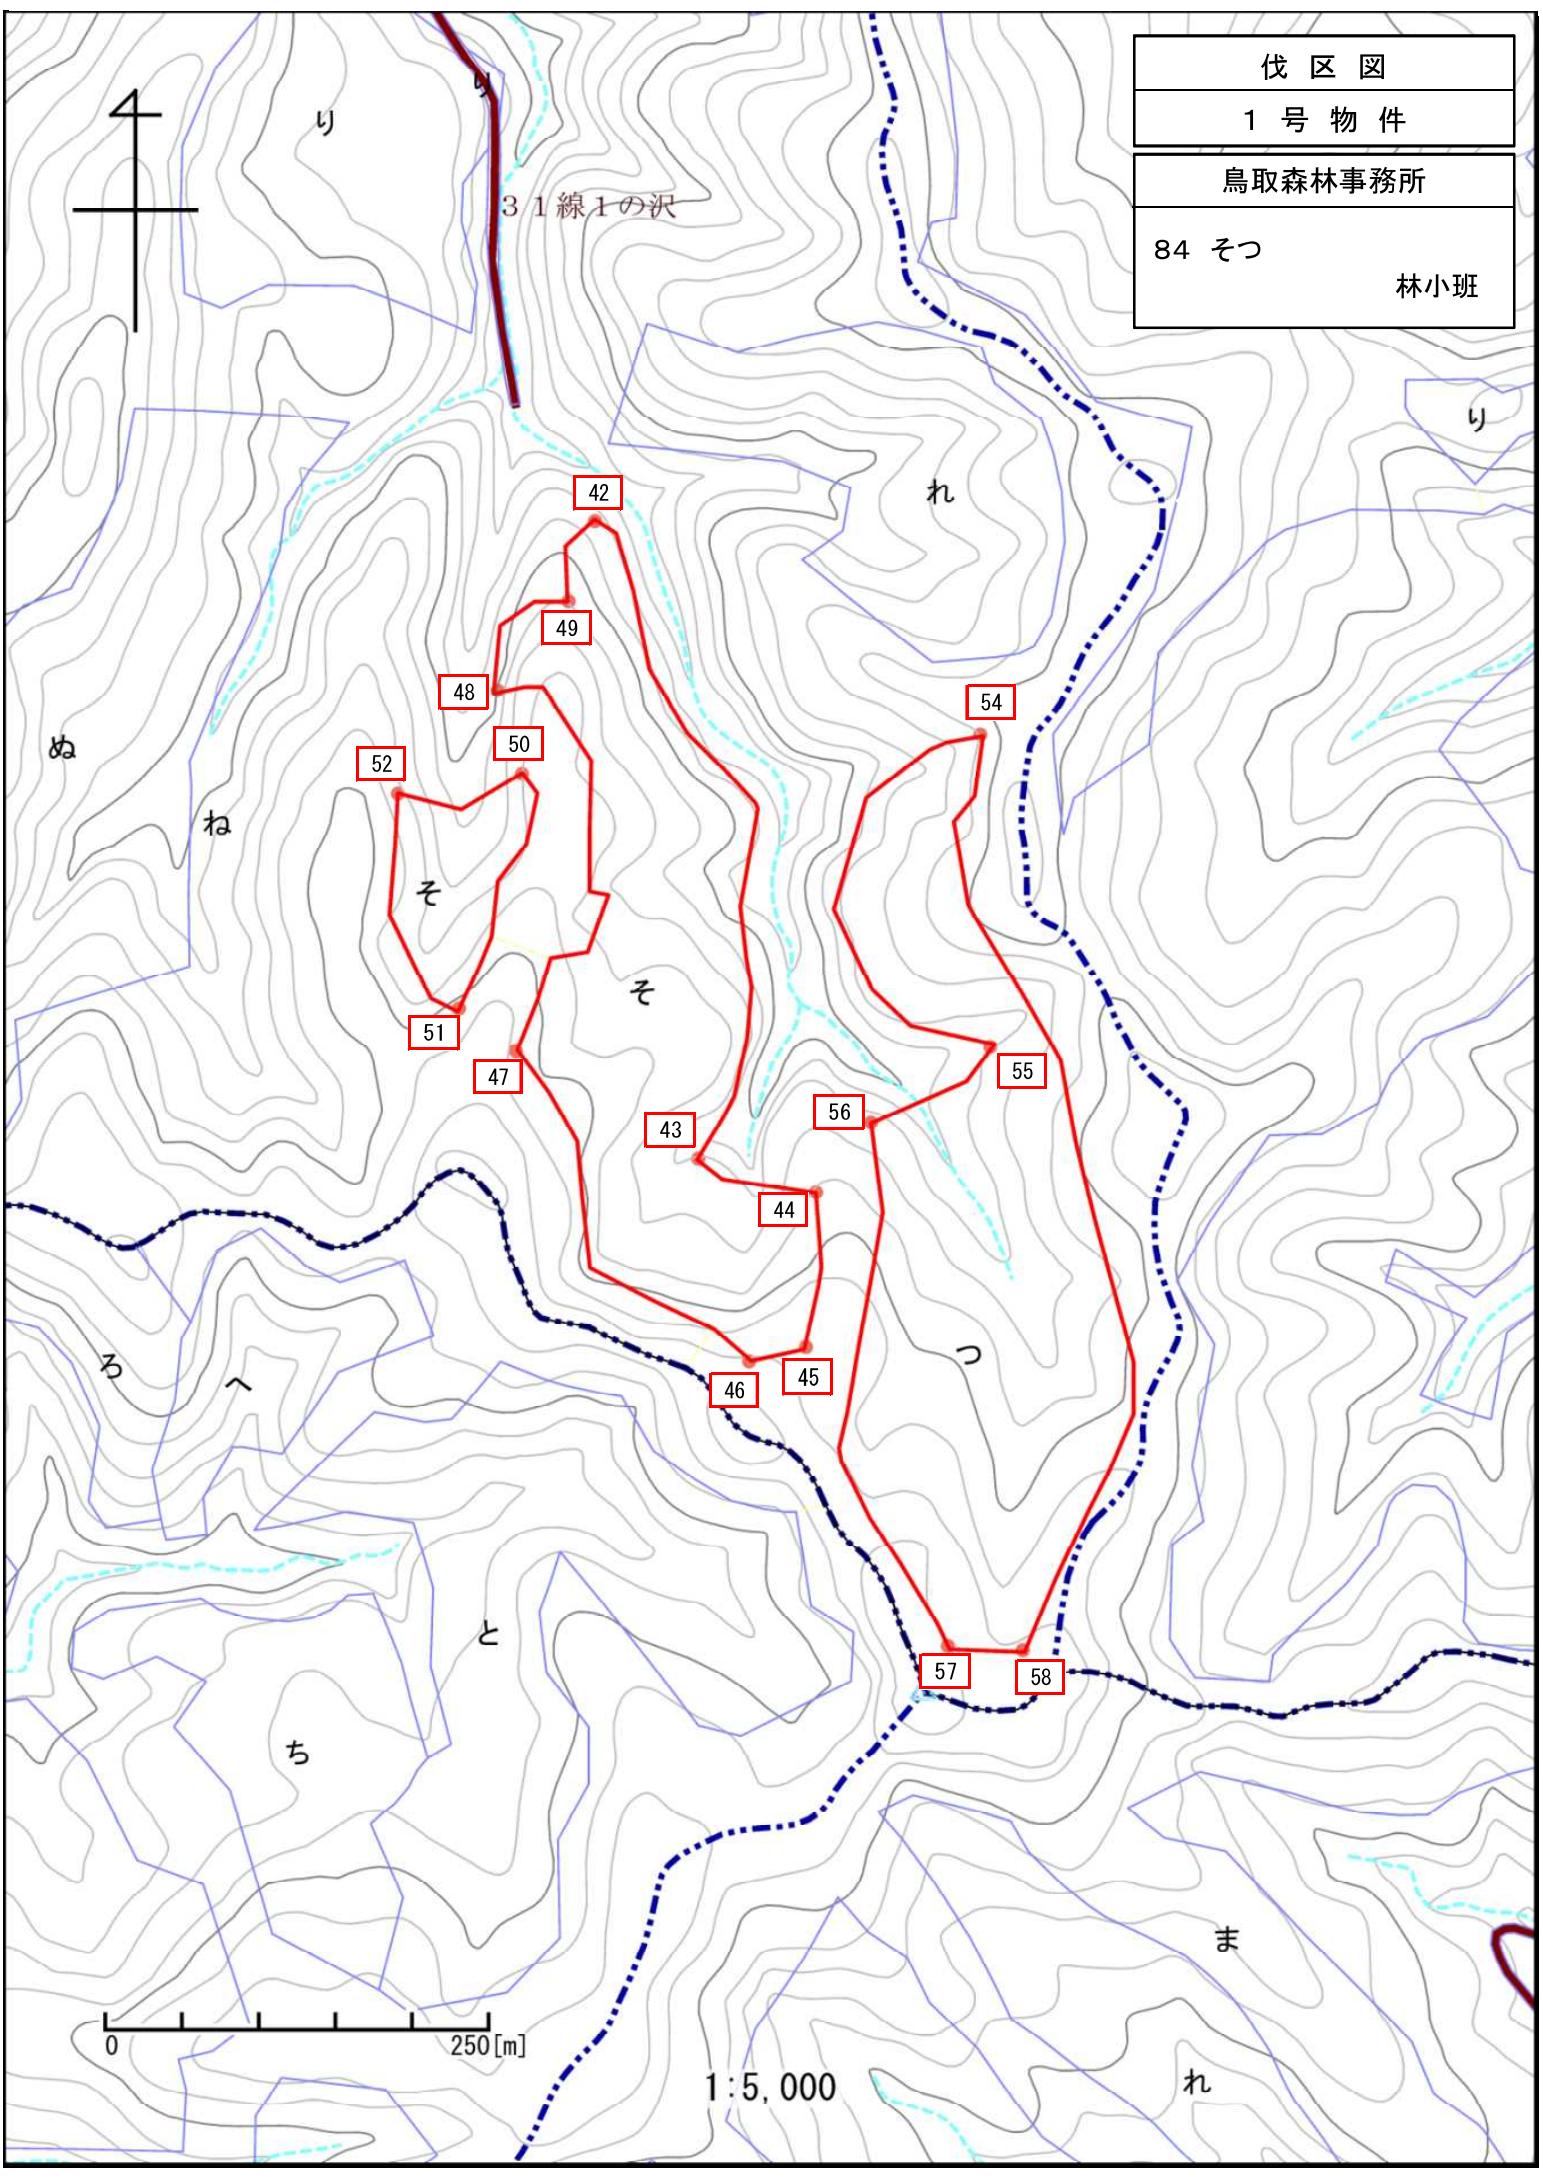 伐区図
1号物件
鳥取森林事務所
84 そつ
林小班
り
り
31線1の沢
り
れ
42
49
48
54
50
52
ぬ
ね
そ
そ
51
47
55
56
43
44
つ
ろ
へ
46
45
と
57
58
ち
ま
0
250[m]
1:5,000
れ